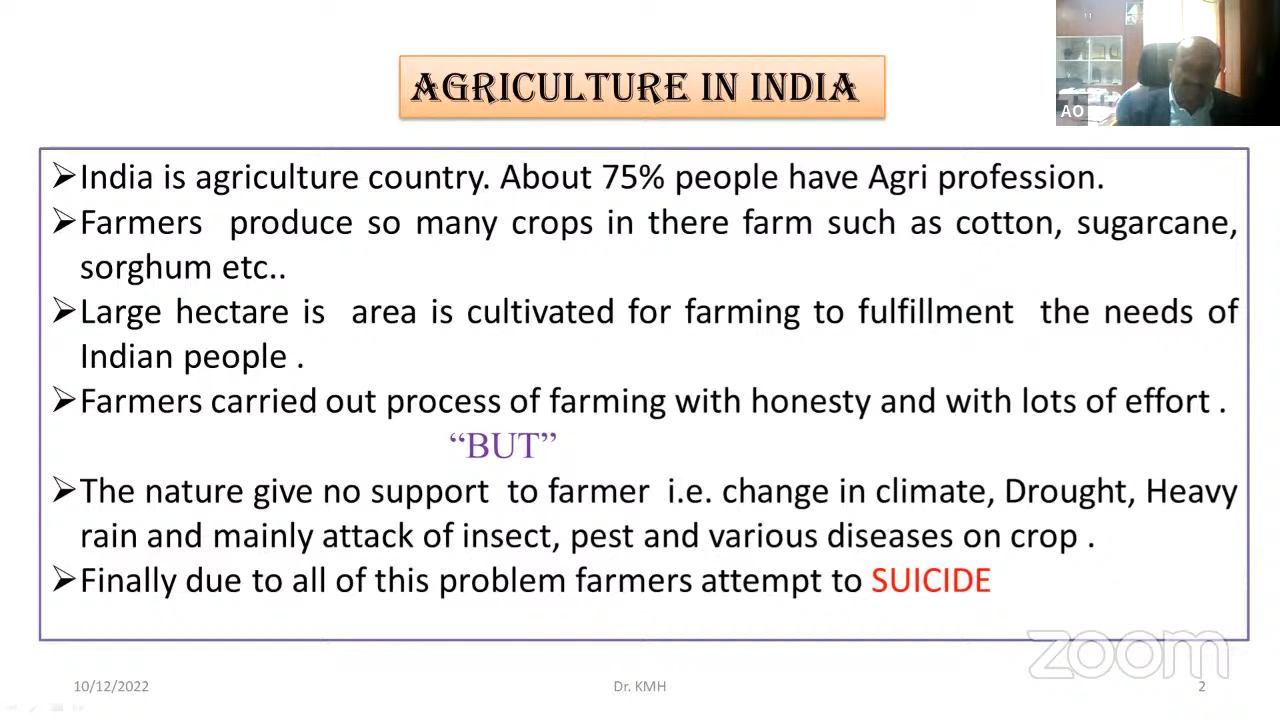 AGRICULTURE IN INDIA
AO
➢India is agriculture country. About 75% people have Agri profession.
➢Farmers produce so many crops in there farm such as cotton, sugarcane,
sorghum etc..
➢Large hectare is area is cultivated for farming to fulfillment the needs of
Indian people .
➢Farmers carried out process of farming with honesty and with lots of effort .
“BUT”
➢The nature give no support to farmer i.e. change in climate, Drought, Heavy
rain and mainly attack of insect, pest and various diseases on crop .
➢Finally due to all of this problem farmers attempt to SUICIDE
zoom
10/12/2022 Dr. KMH 2